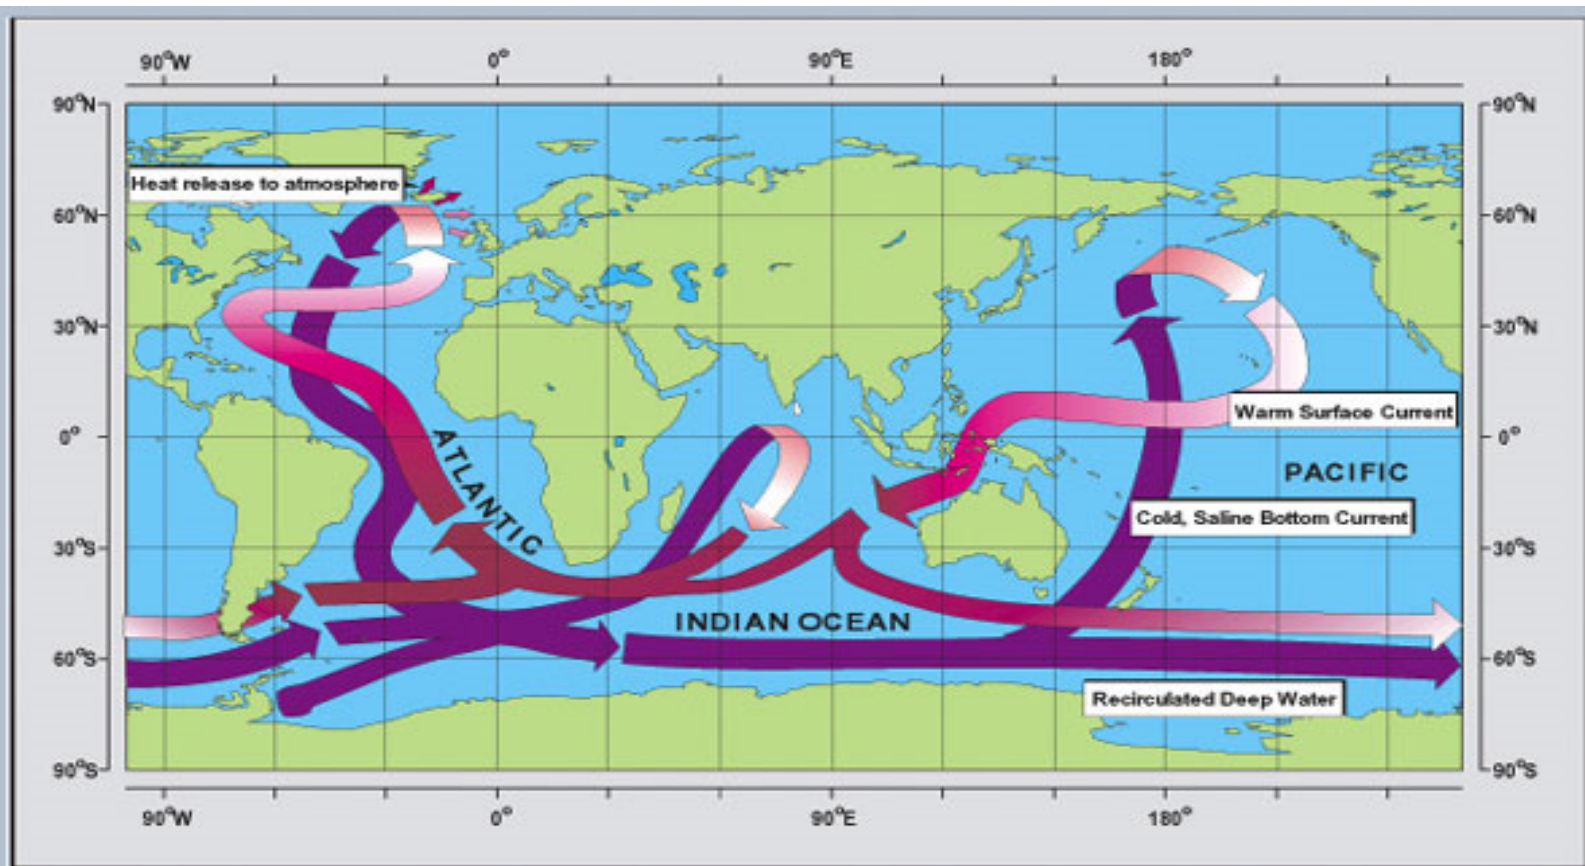 90°W 0° 90°E 180°
90°N 90°N
Heat release to atmosphere
60°N 60°N
30°N 30°N
Warm Surface Current
0° 0°
ATLANTIC
PACIFIC
Cold, Saline Bottom Current
30°S 30°S
INDIAN OCEAN
60°S 60°S
Recirculated Deep Water
90°S 90°S
90°W 0° 90°E 180°